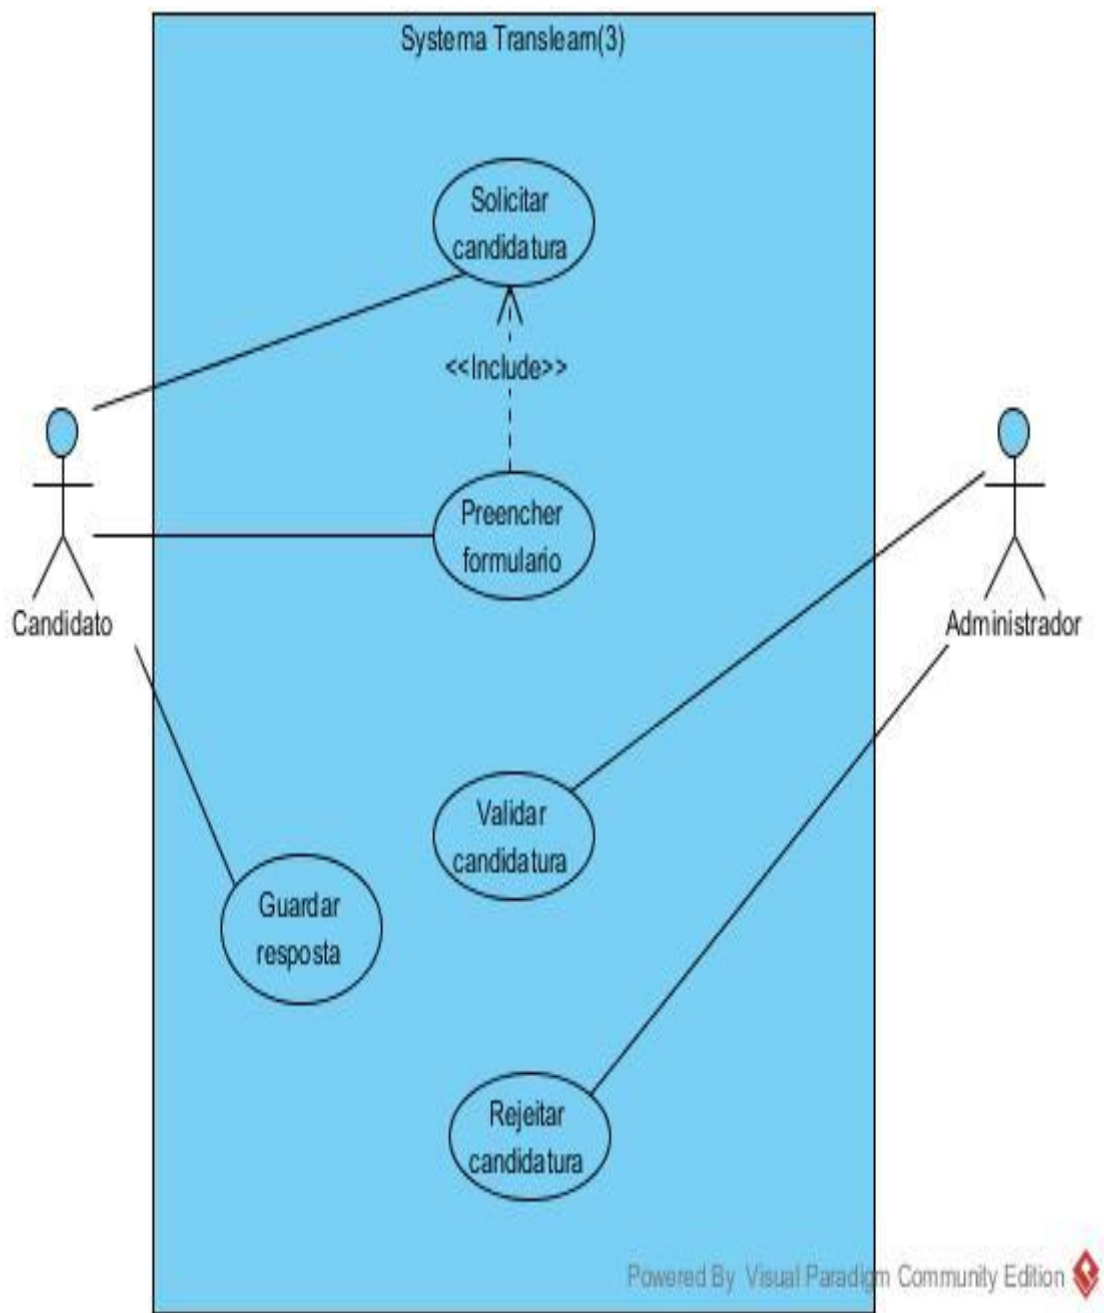 Systema Translearn(3)
Solicitar
candidatura
<<Include>>
Preencher
formulario
Candidato
Administrador
Validar
candidatura
Guardar
resposta
Rejeitar
candidatura
Powered By Visual Paradigm Community Edition